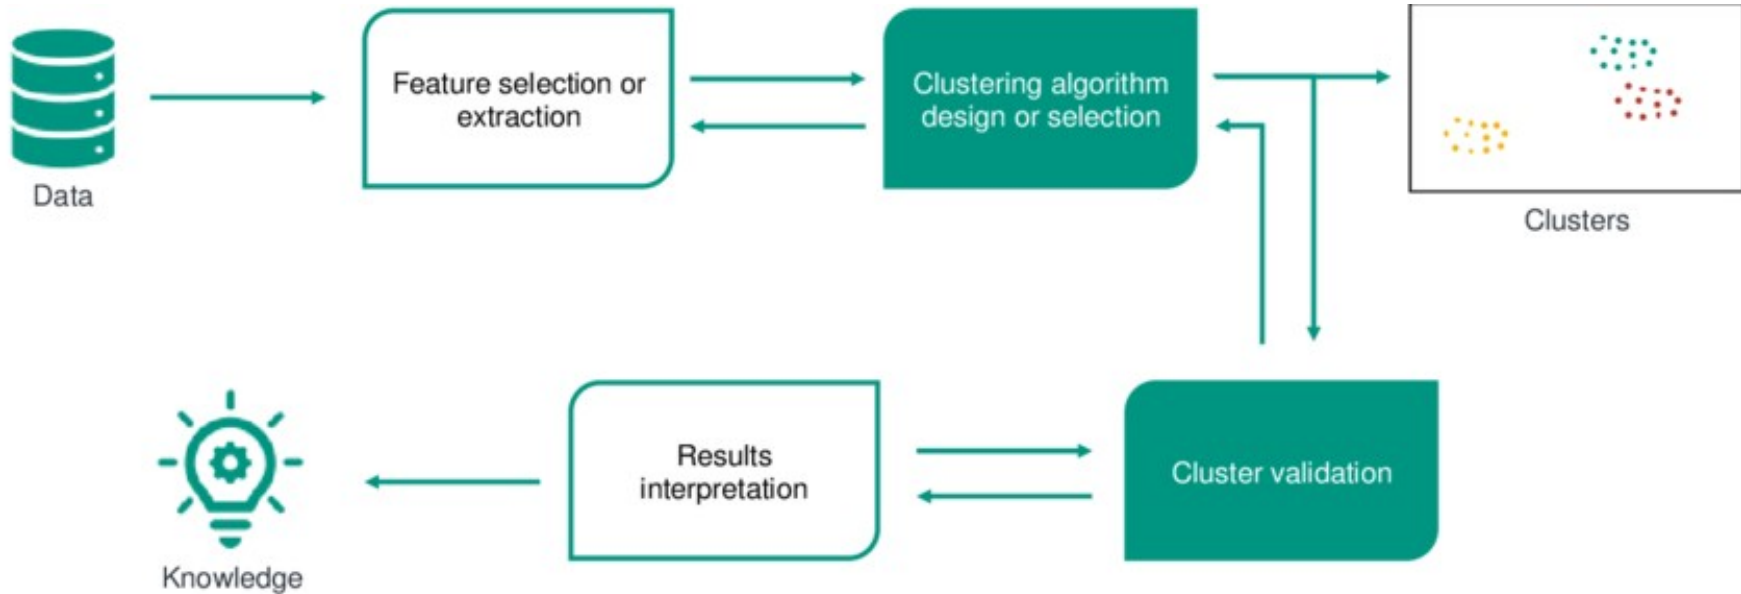 Feature selection or
extraction
Clustering algorithm
design or selection
Data
Clusters
Results
interpretation
Cluster validation
Knowledge